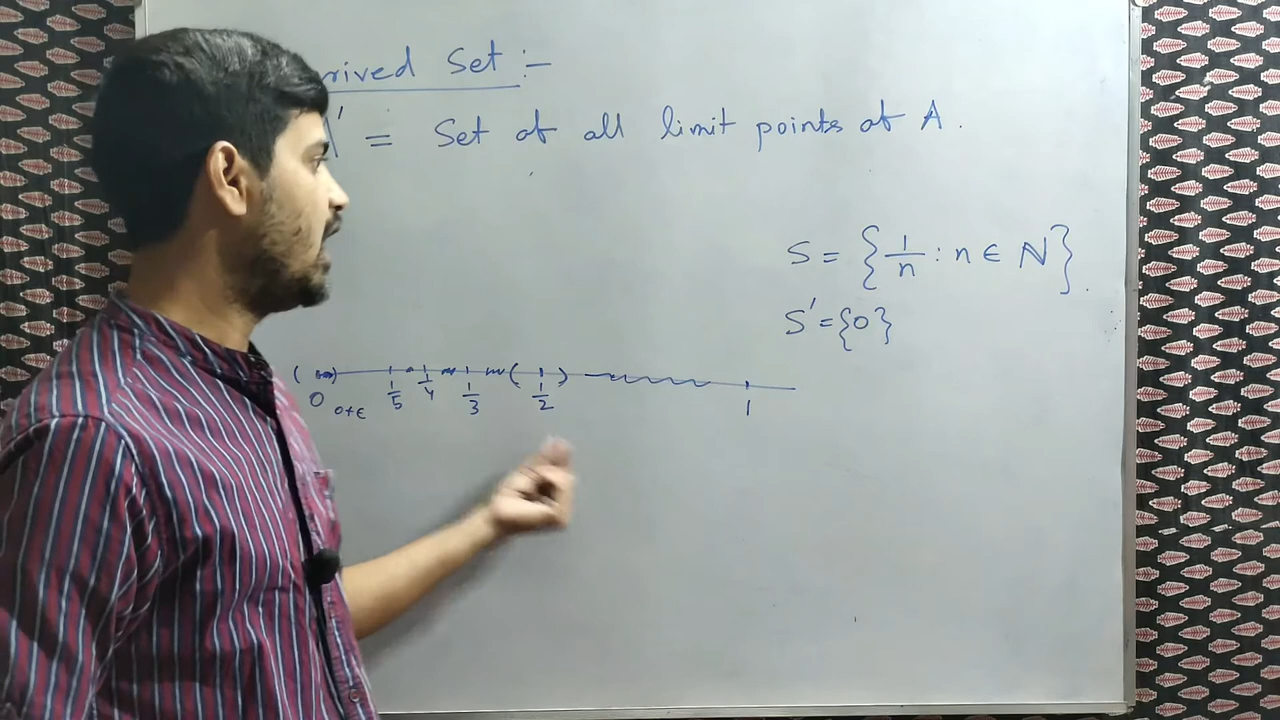 rived Set :-
A' = Set of all limit points of A.
S = {1/n : n ∈ N}
S' = {0}
( ) ( )
0 0+ε 1/5 1/4 1/3 1/2 1